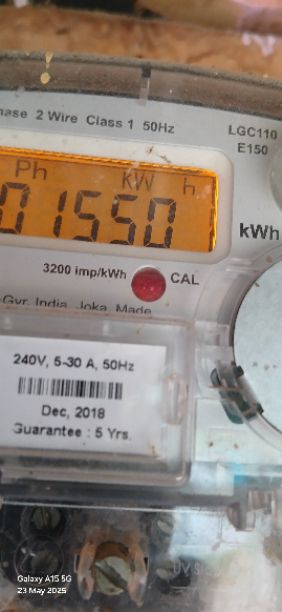 hase 2 Wire Class 1 50Hz
LGC110
E150
Ph KW h
01550
kWh
3200 imp/kWh CAL
Gyr, India, Joka, Made
240V, 5-30 A, 50Hz
Dec, 2018
Guarantee : 5 Yrs.
Galaxy A15 5G
23 May 2025